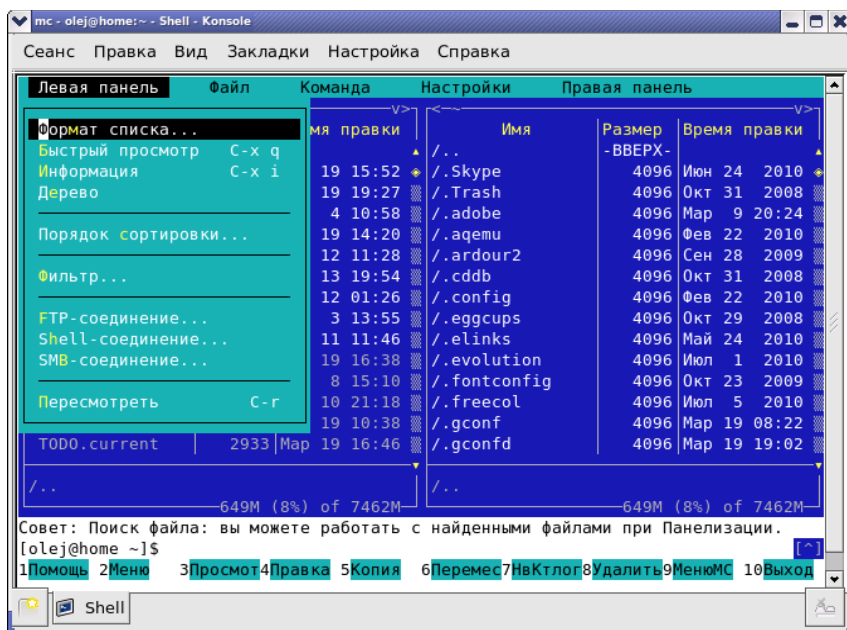 mc - olej@home:~ - Shell - Konsole
Сеанс Правка Вид Закладки Настройка Справка
Левая панель Файл Команда Настройки Правая панель
v>┐ ┌<─~ v>┐
Формат списка... мя правки Имя Размер Время правки
Быстрый просмотр C-x q /.. -ВВЕРХ-
Информация C-x i 19 15:52 /.Skype 4096 Июн 24 2010
Дерево 19 19:27 /.Trash 4096 Окт 31 2008
4 10:58 /.adobe 4096 Мар 9 20:24
Порядок сортировки... 19 14:20 /.aqemu 4096 Фев 22 2010
12 11:28 /.ardour2 4096 Сен 28 2009
Фильтр... 13 19:54 /.cddb 4096 Окт 31 2008
12 01:26 /.config 4096 Фев 22 2010
FTP-соединение... 3 13:55 /.eggcups 4096 Окт 29 2008
Shell-соединение... 11 11:46 /.elinks 4096 Май 24 2010
SMB-соединение... 19 16:38 /.evolution 4096 Июл 1 2010
8 15:10 /.fontconfig 4096 Окт 23 2009
Пересмотреть C-r 10 21:18 /.freecol 4096 Июл 5 2010
19 10:38 /.gconf 4096 Мар 19 08:22
TODO.current 2933 Мар 19 16:46 /.gconfd 4096 Мар 19 19:02
/.. /..
649M (8%) of 7462M 649M (8%) of 7462M
Совет: Поиск файла: вы можете работать с найденными файлами при Панелизации.
[olej@home ~]$ [^]
1Помощь 2Меню 3Просмот4Правка 5Копия 6Перемес7НвКтлог8Удалить9МенюMC 10Выход
Shell